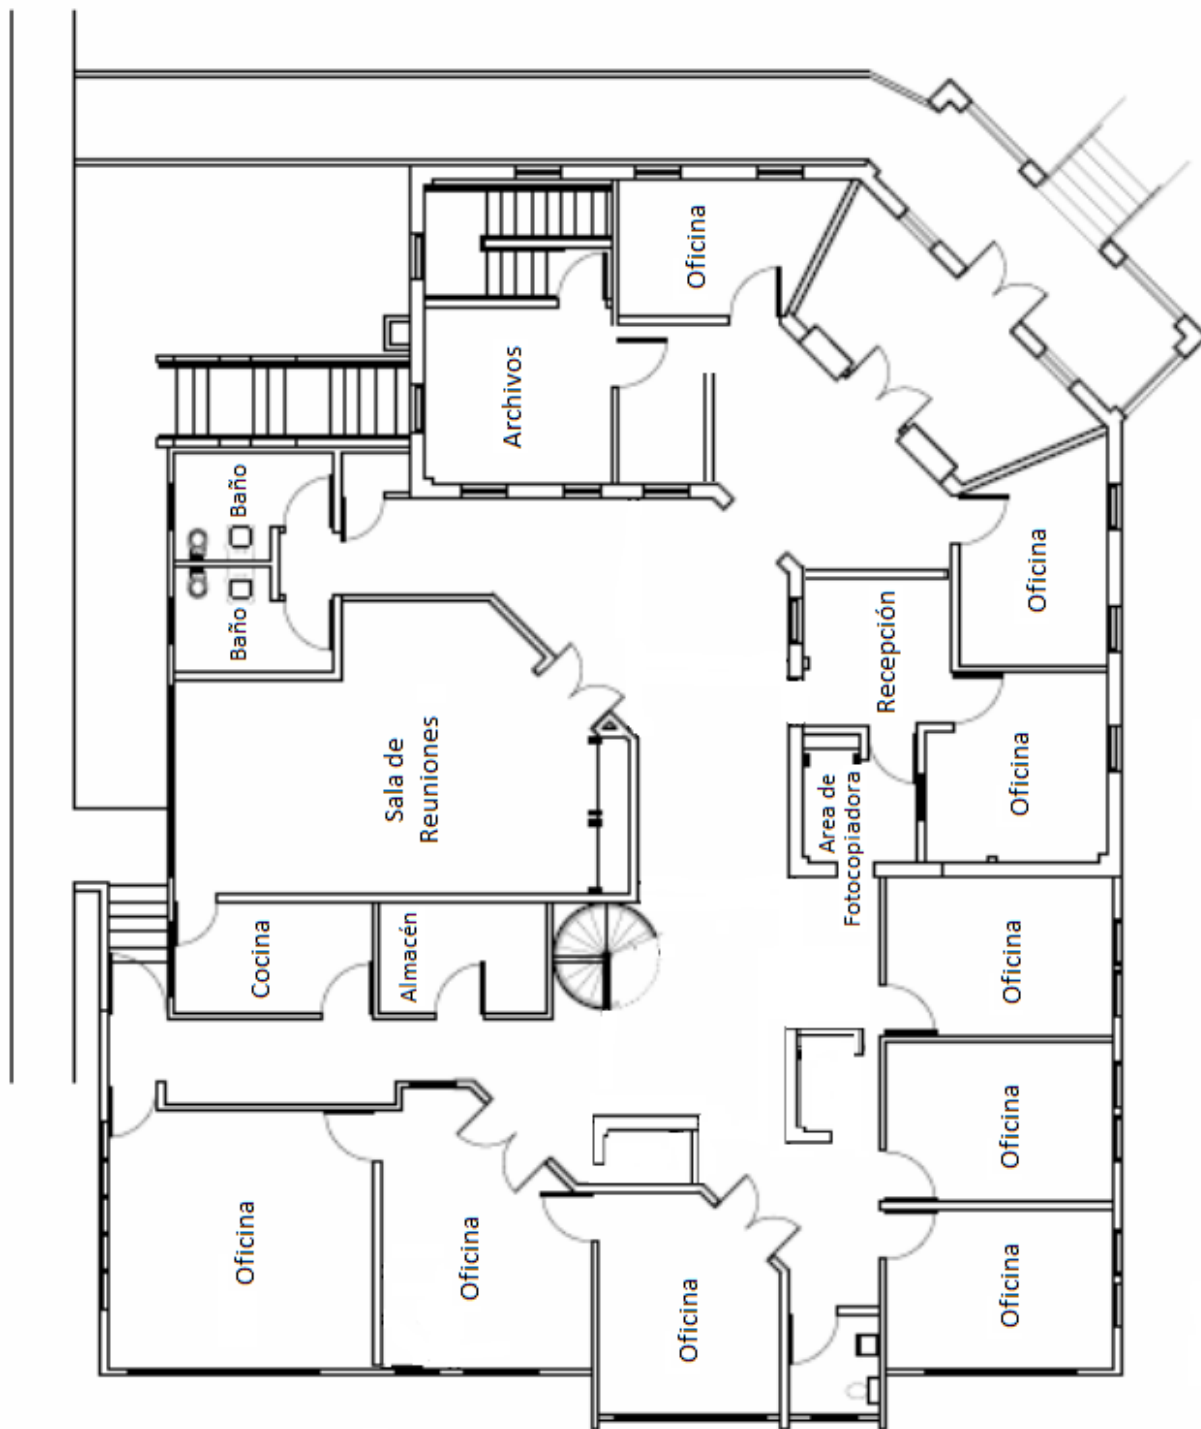 Oficina
Archivos
Baño
Baño
Oficina
Recepción
Sala de
Reuniones
Oficina
Area de
Fotocopiadora
Cocina
Almacén
Oficina
Oficina
Oficina
Oficina
Oficina
Oficina